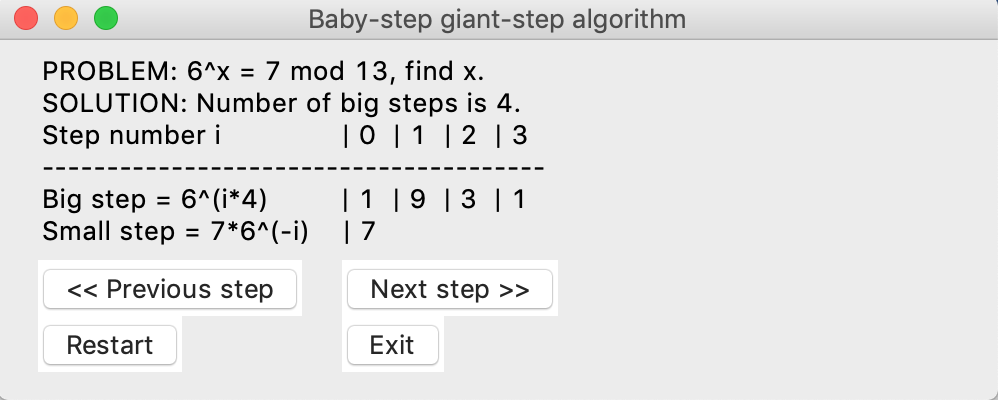 Baby-step giant-step algorithm
PROBLEM: 6^x = 7 mod 13, find x.
SOLUTION: Number of big steps is 4.
Step number i | 0 | 1 | 2 | 3
---------------------------------------
Big step = 6^(i*4) | 1 | 9 | 3 | 1
Small step = 7*6^(-i) | 7
<< Previous step Next step >>
Restart Exit